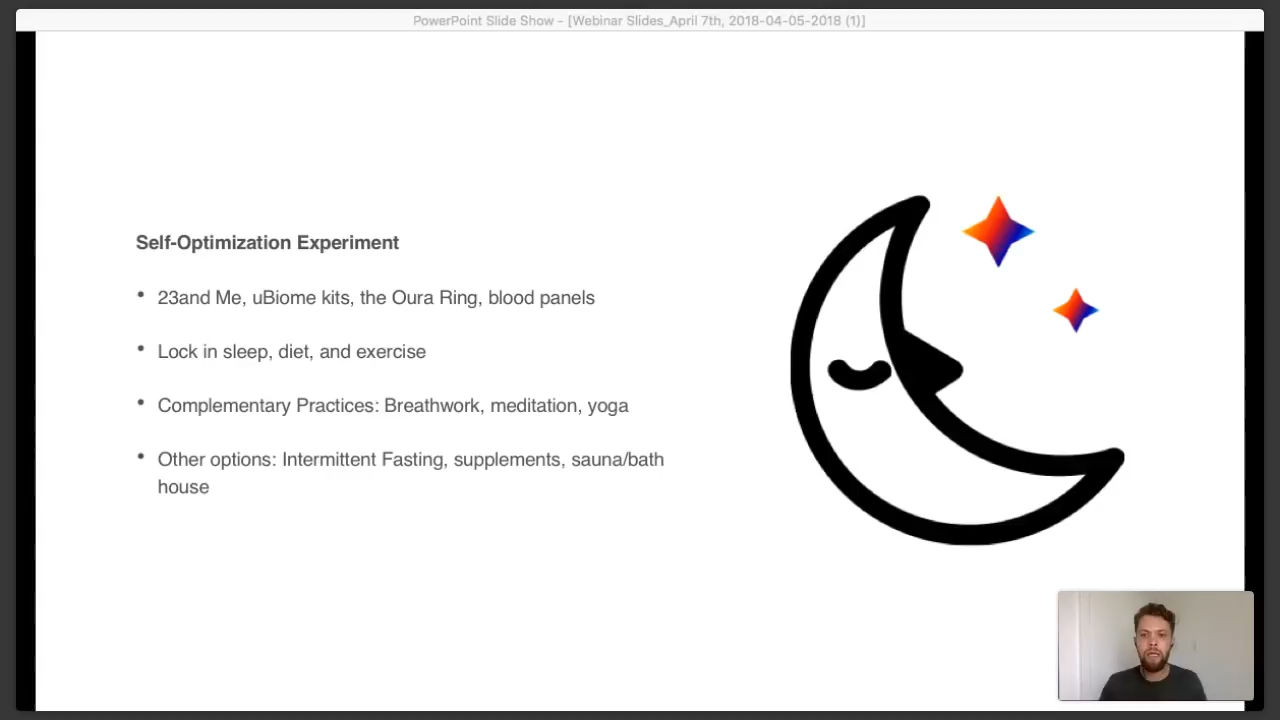 PowerPoint Slide Show - [Webinar Slides_April 7th, 2018-04-05-2018 (1)]
Self-Optimization Experiment
• 23and Me, uBiome kits, the Oura Ring, blood panels
• Lock in sleep, diet, and exercise
• Complementary Practices: Breathwork, meditation, yoga
• Other options: Intermittent Fasting, supplements, sauna/bath
house